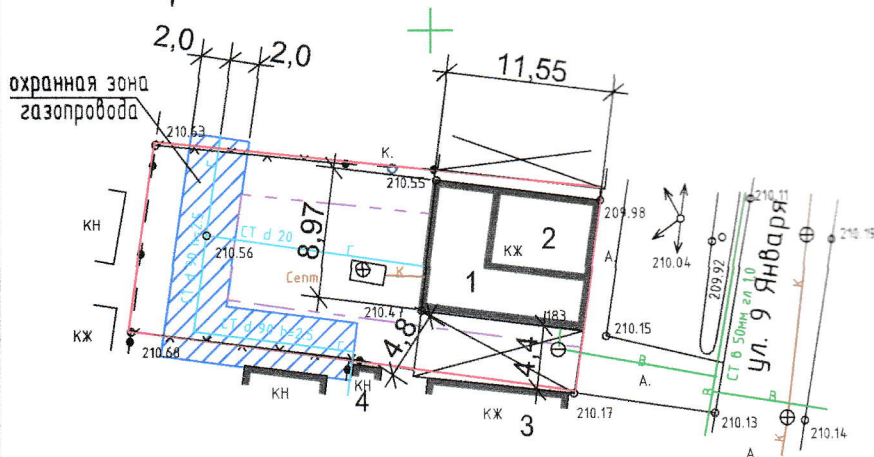 2,0
2,0
11,55
охранная зона
газопровода
210.63
К.
210.55
210.11
КН
8,97
СТ d 20
Г
К
Септ
210.56
КЖ
2
1
209.98
А.
210.04
209.92
ул. 9 Января
210.19
К
210.47
183
СТ d 90 h=2.5
Г
4,8
4,4
210.15
В
А.
В
В
СТ В 50мм гл 1.0
КЖ
210.68
КН
КН
4
КЖ
3
210.17
210.13
210.14
К
А.